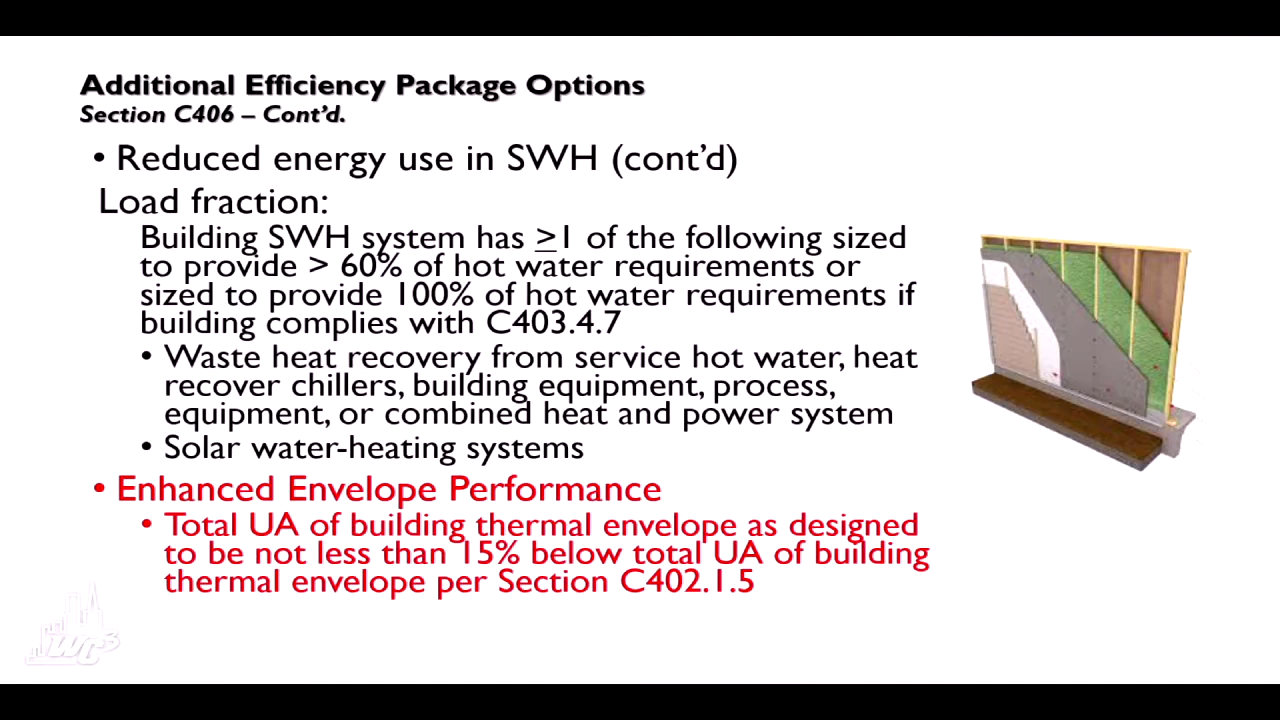 Additional Efficiency Package Options
Section C406 – Cont'd.
• Reduced energy use in SWH (cont'd)
Load fraction:
Building SWH system has ≥1 of the following sized
to provide > 60% of hot water requirements or
sized to provide 100% of hot water requirements if
building complies with C403.4.7
• Waste heat recovery from service hot water, heat
recover chillers, building equipment, process,
equipment, or combined heat and power system
• Solar water-heating systems
• Enhanced Envelope Performance
• Total UA of building thermal envelope as designed
to be not less than 15% below total UA of building
thermal envelope per Section C402.1.5
WC3